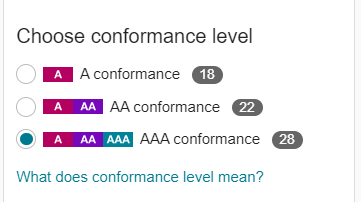 Choose conformance level
A A conformance 18
A AA AA conformance 22
A AA AAA AAA conformance 28
What does conformance level mean?